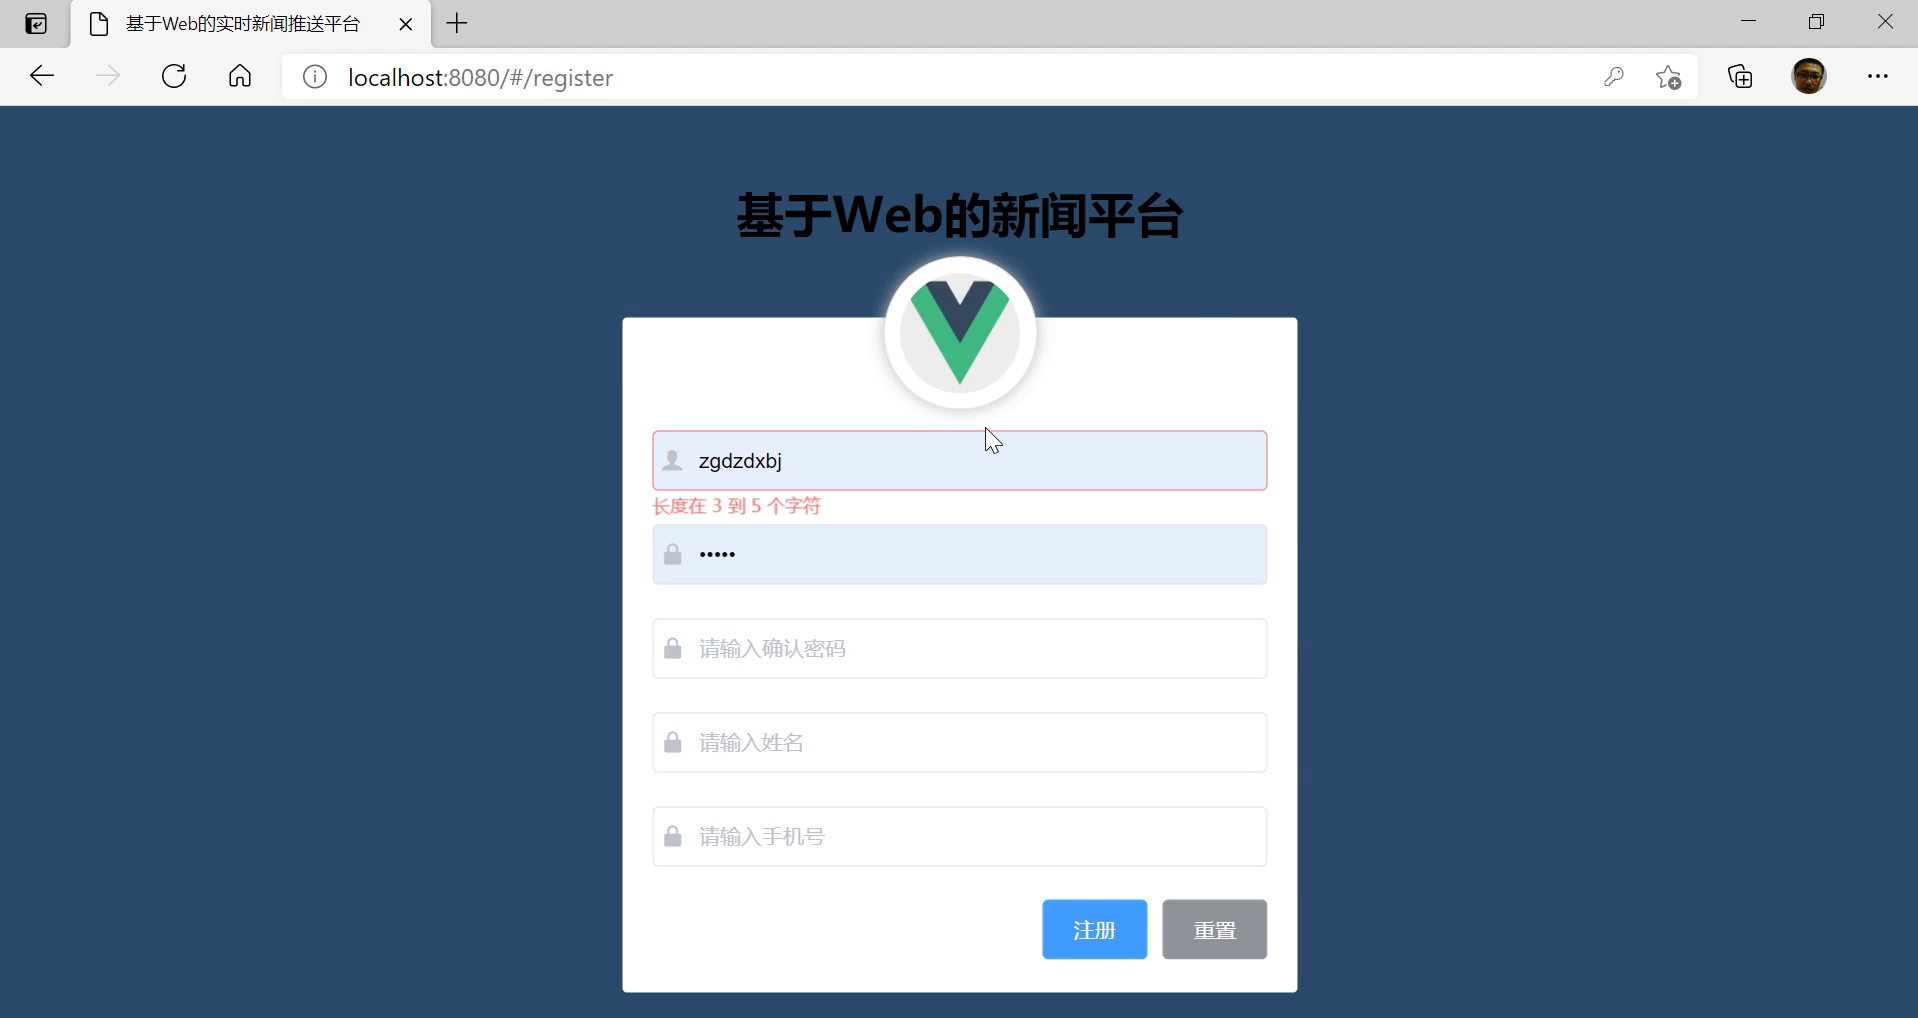 基于Web的实时新闻推送平台
localhost:8080/#/register
基于Web的新闻平台
zgdzdxbj
长度在 3 到 5 个字符
•••••
请输入确认密码
请输入姓名
请输入手机号
注册 重置